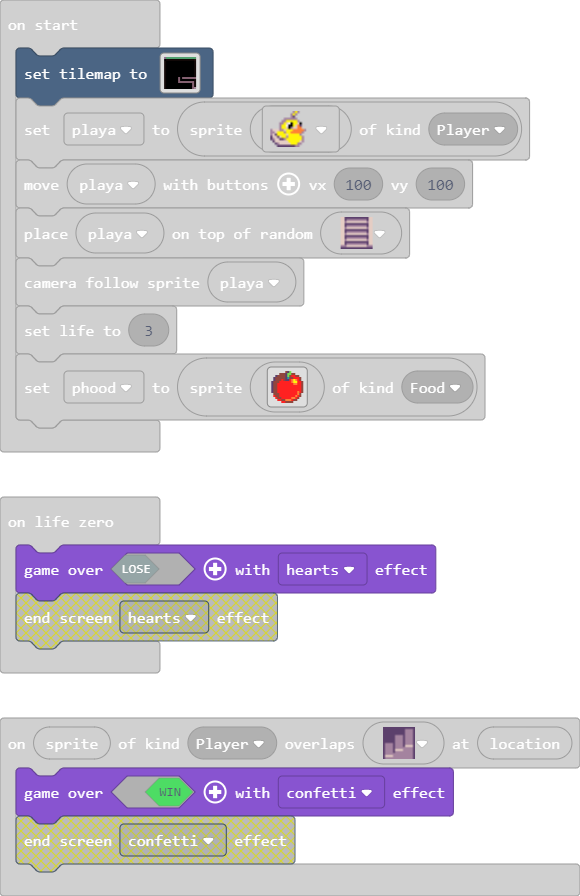 on start
set tilemap to
set playa to sprite of kind Player
move playa with buttons vx 100 vy 100
place playa on top of random
camera follow sprite playa
set life to 3
set phood to sprite of kind Food
on life zero
game over LOSE with hearts effect
end screen hearts effect
on sprite of kind Player overlaps at location
game over WIN with confetti effect
end screen confetti effect